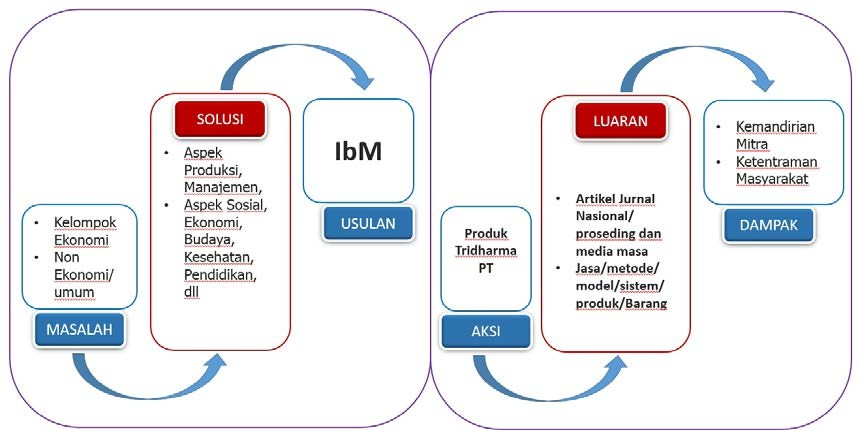 Kelompok
Ekonomi
Non
Ekonomi/
umum
MASALAH
SOLUSI
Aspek
Produksi,
Manajemen,
Aspek Sosial,
Ekonomi,
Budaya,
Kesehatan,
Pendidikan,
dll
IbM
USULAN
Produk
Tridharma
PT
AKSI
LUARAN
Artikel Jurnal
Nasional/
proseding dan
media masa
Jasa/metode/
model/sistem/
produk/Barang
Kemandirian
Mitra
Ketentraman
Masyarakat
DAMPAK